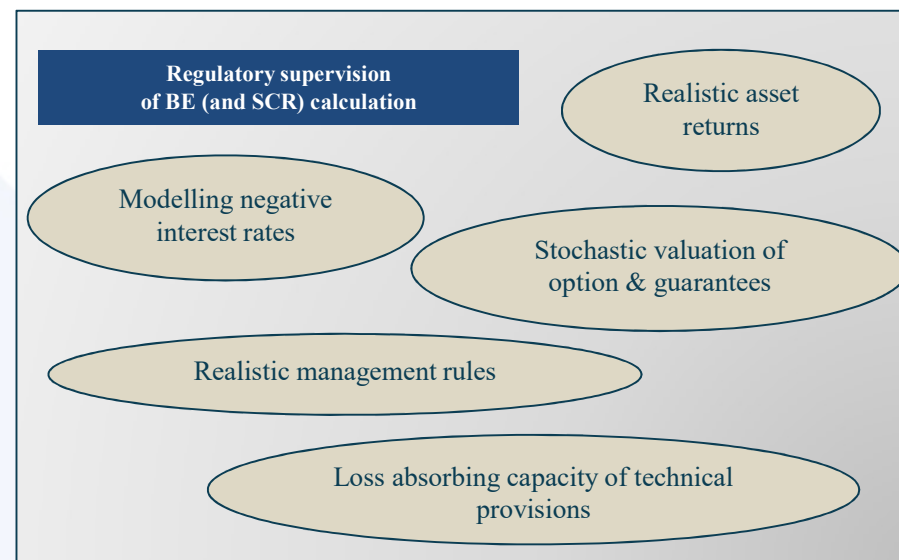 Regulatory supervision
of BE (and SCR) calculation
Realistic asset
returns
Modelling negative
interest rates
Stochastic valuation of
option & guarantees
Realistic management rules
Loss absorbing capacity of technical
provisions